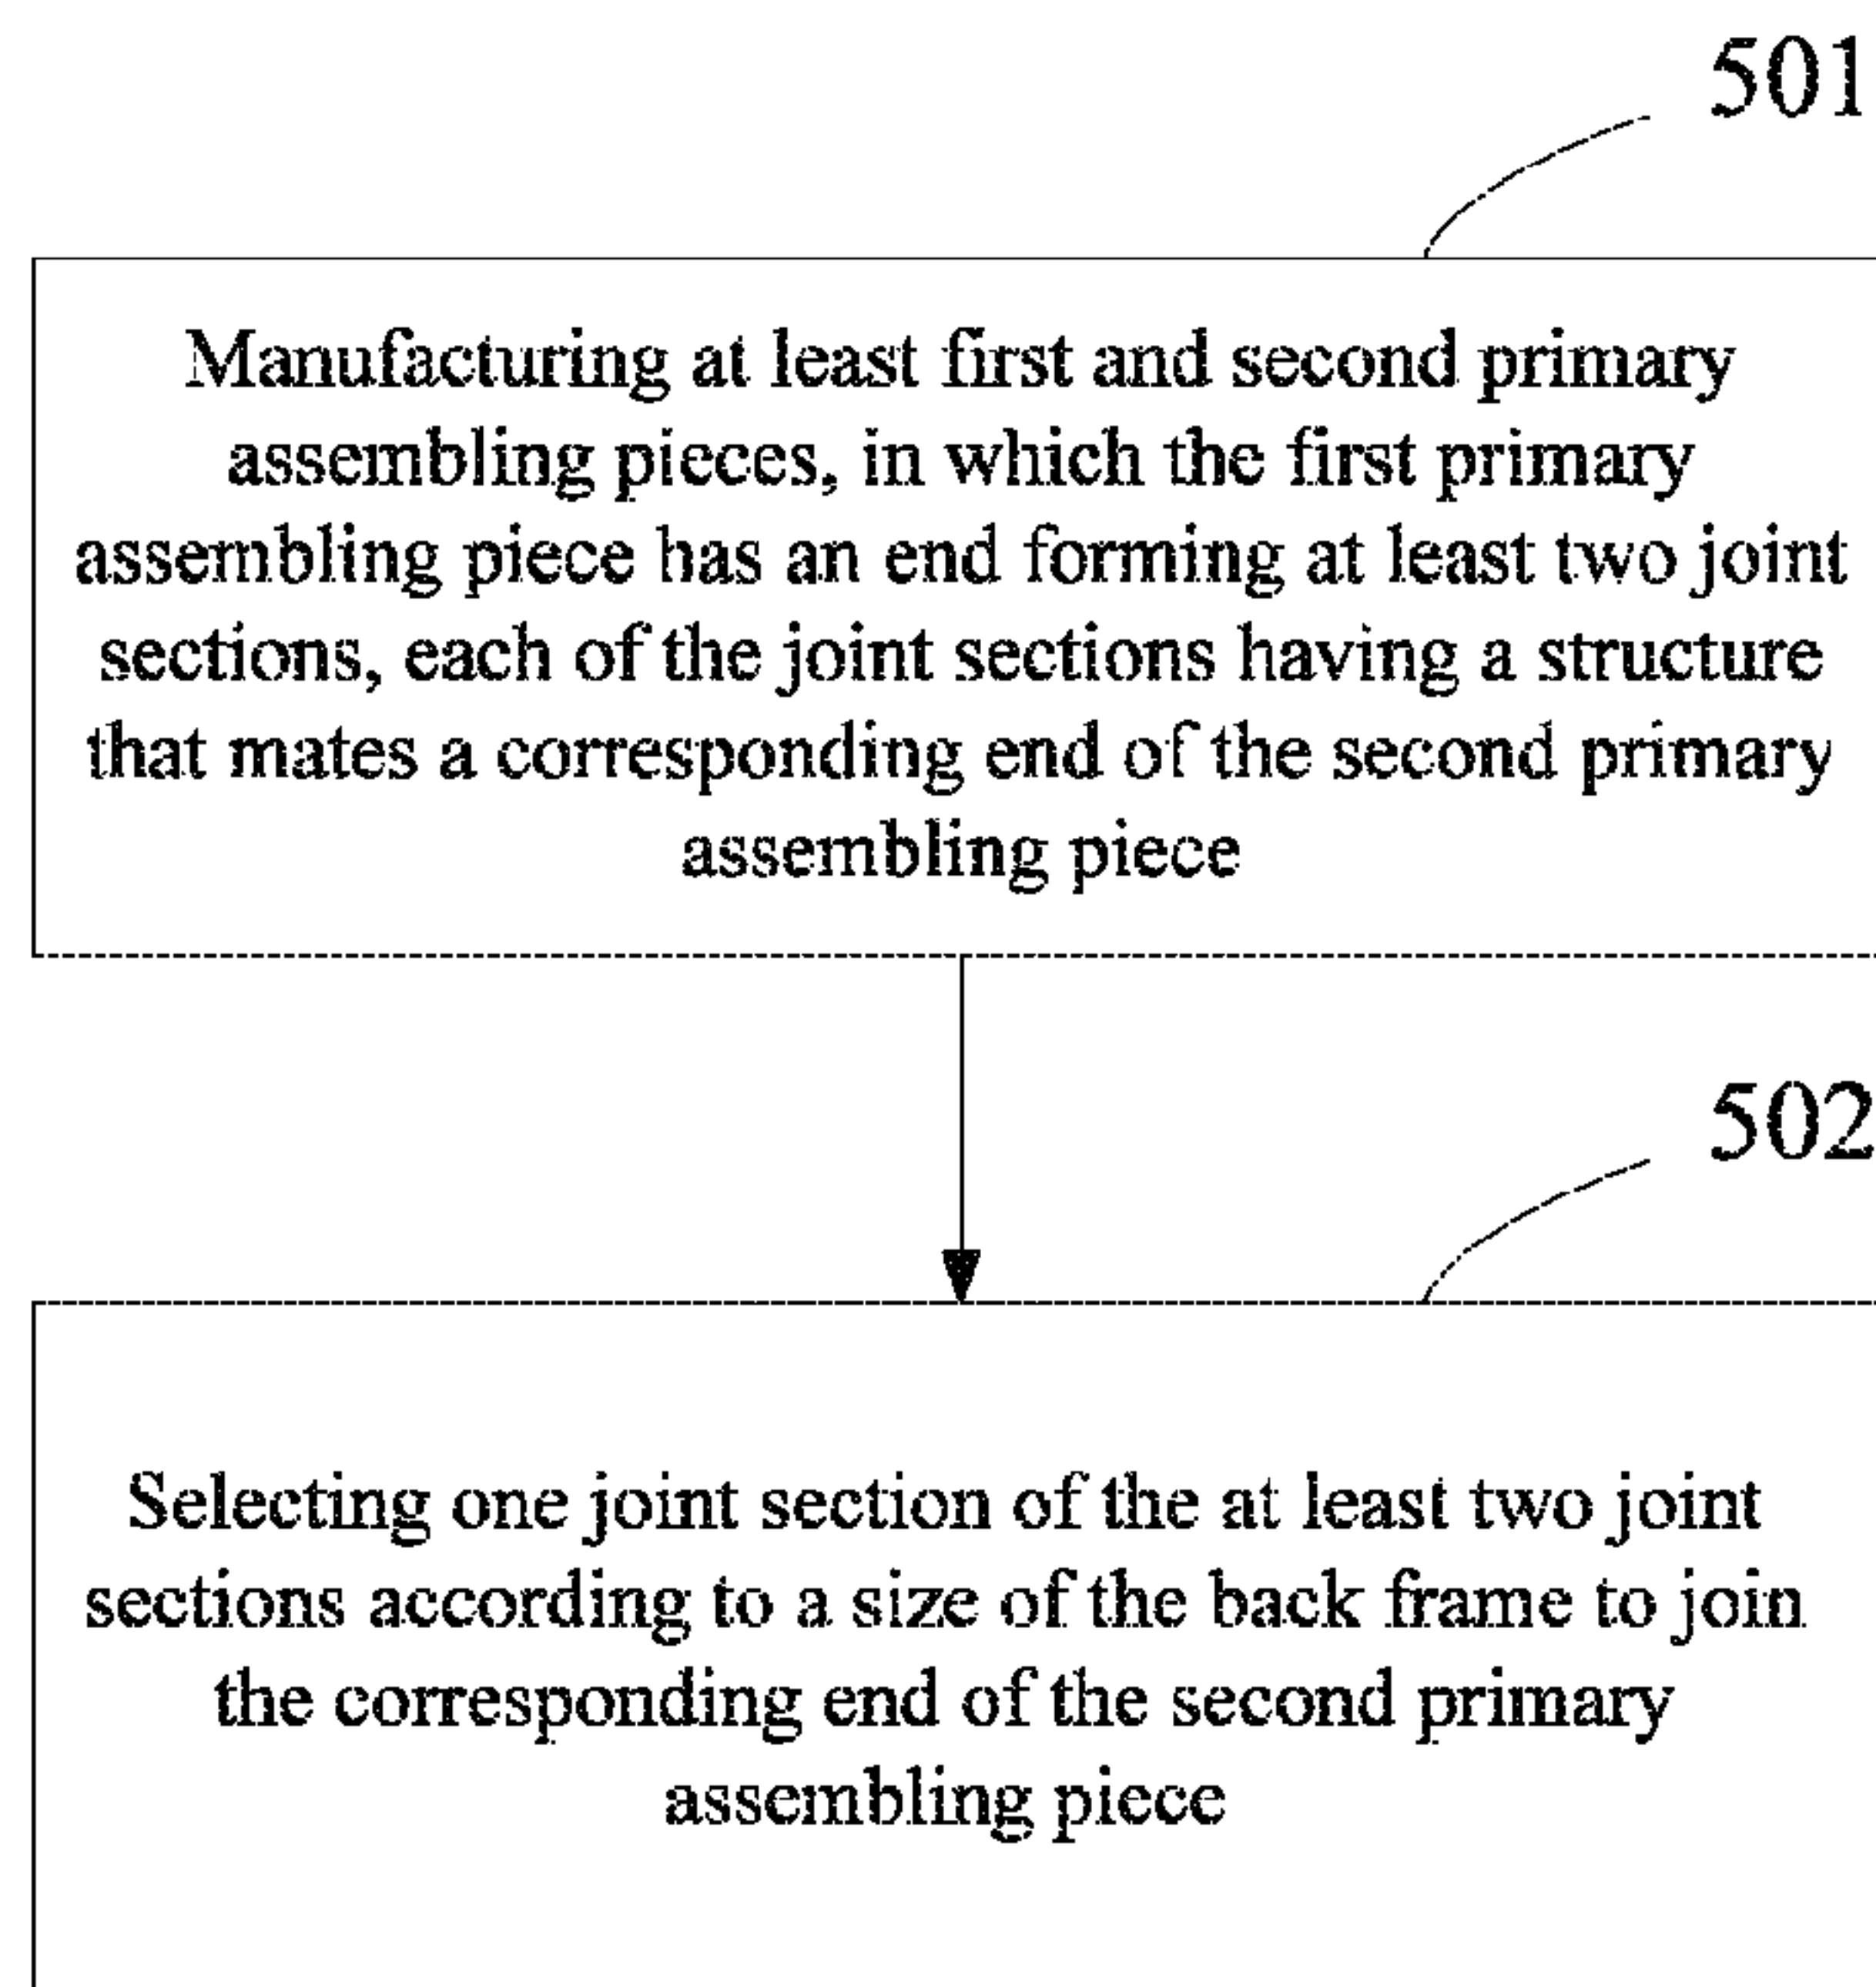 501
Manufacturing at least first and second primary
assembling pieces, in which the first primary
assembling piece has an end forming at least two joint
sections, each of the joint sections having a structure
that mates a corresponding end of the second primary
assembling piece
502
Selecting one joint section of the at least two joint
sections according to a size of the back frame to join
the corresponding end of the second primary
assembling piece